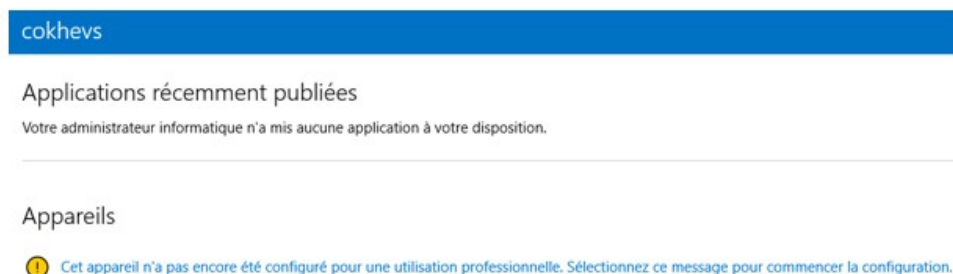 cokhevs
Applications récemment publiées
Votre administrateur informatique n'a mis aucune application à votre disposition.
Appareils
Cet appareil n'a pas encore été configuré pour une utilisation professionnelle. Sélectionnez ce message pour commencer la configuration.